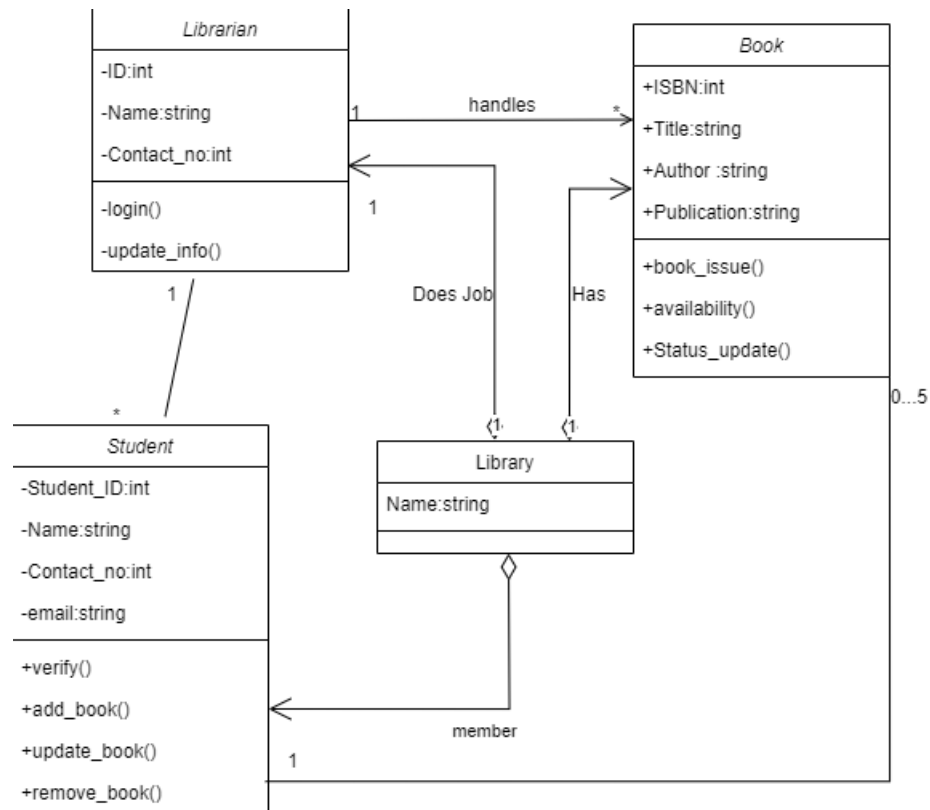 Librarian
-ID:int
-Name:string
-Contact_no:int
-login()
-update_info()
1
handles
*
Book
+ISBN:int
+Title:string
+Author :string
+Publication:string
+book_issue()
+availability()
+Status_update()
1
Does Job
Has
1
*
0...5
1
1
Student
-Student_ID:int
-Name:string
-Contact_no:int
-email:string
+verify()
+add_book()
+update_book()
+remove_book()
Library
Name:string
member
1